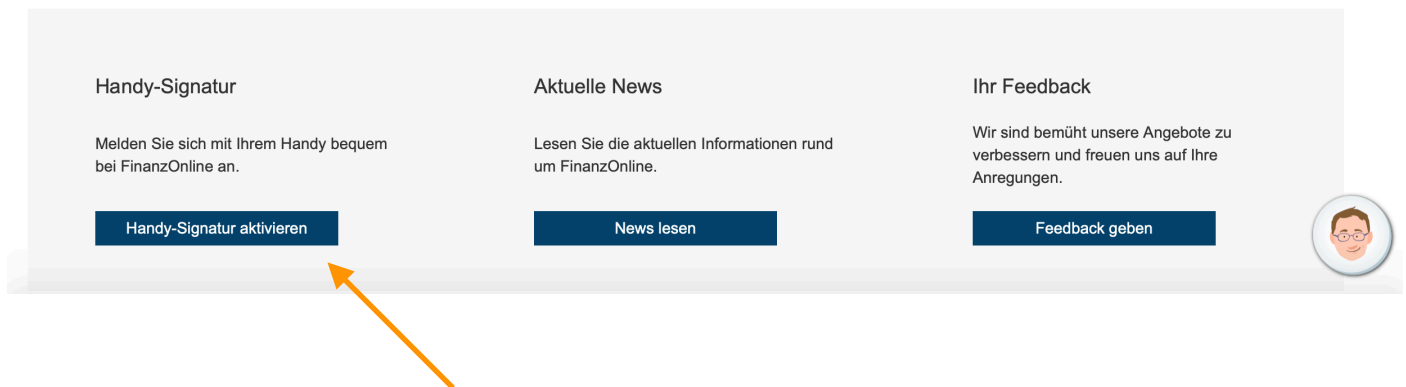 Handy-Signatur
Melden Sie sich mit Ihrem Handy bequem
bei FinanzOnline an.
Handy-Signatur aktivieren
Aktuelle News
Lesen Sie die aktuellen Informationen rund
um FinanzOnline.
News lesen
Ihr Feedback
Wir sind bemüht unsere Angebote zu
verbessern und freuen uns auf Ihre
Anregungen.
Feedback geben